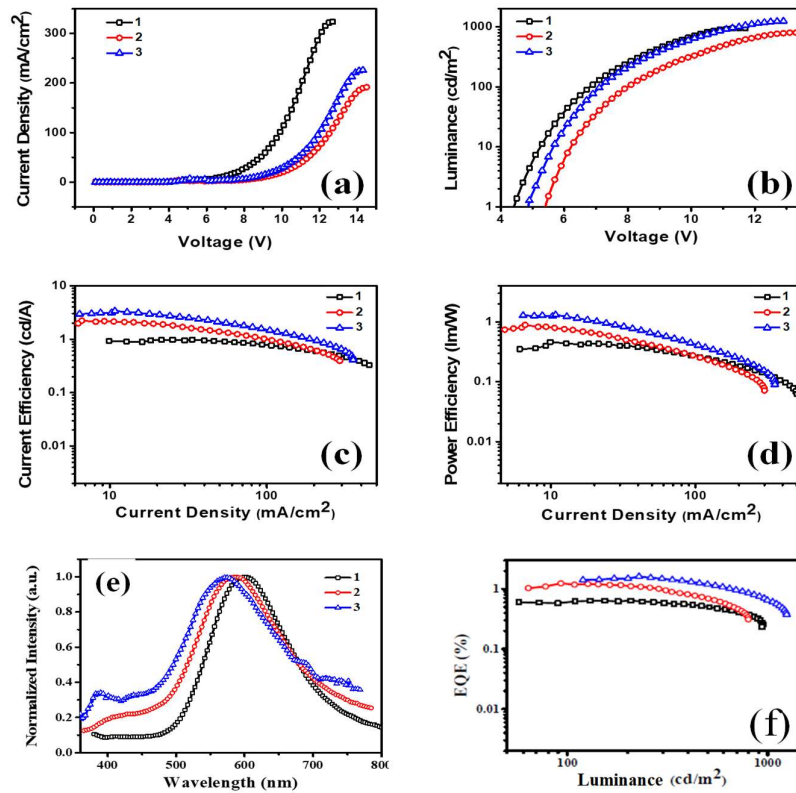 Current Density (mA/cm²)
300
200
100
0
1
2
3
(a)
0 2 4 6 8 10 12 14
Voltage (V)
Luminance (cd/m²)
1000
100
10
1
1
2
3
(b)
4 6 8 10 12
Voltage (V)
Current Efficiency (cd/A)
10
1
0.1
0.01
1
2
3
(c)
10 100
Current Density (mA/cm²)
Power Efficiency (lm/W)
1
0.1
0.01
1
2
3
(d)
10 100
Current Density (mA/cm²)
Normalized Intensity (a.u.)
1.0
0.8
0.6
0.4
0.2
0.0
(e)
1
2
3
400 500 600 700 800
Wavelength (nm)
EQE (%)
1
0.1
0.01
1
2
3
(f)
100 1000
Luminance (cd/m²)